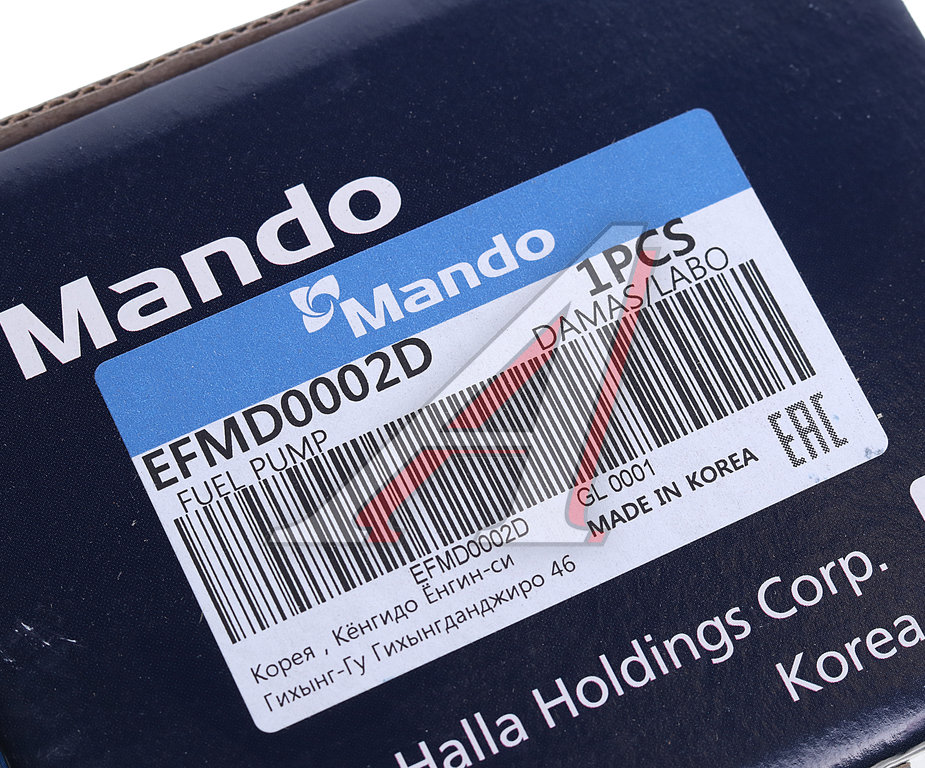 Mando
Mando
1PCS
EFMD0002D
DAMAS/LABO
FUEL PUMP
EFMD0002D
GL 0001
MADE IN KOREA
EAC
Корея , Кёнгидо Ёнгин-си
Гихынг-Гу Гихынгданджиро 46
Halla Holdings Corp.
Korea